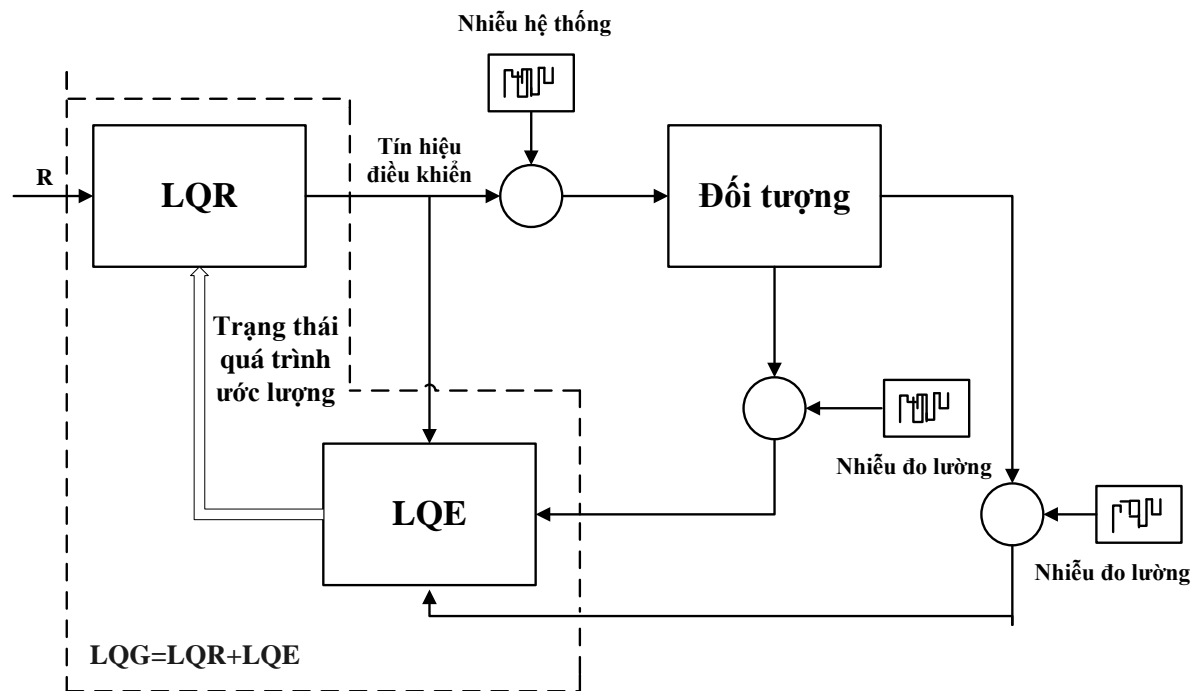 Nhiễu hệ thống
R
LQR
Tín hiệu
điều khiển
Đối tượng
Trạng thái
quá trình
ước lượng
Nhiễu đo lường
LQE
Nhiễu đo lường
LQG=LQR+LQE